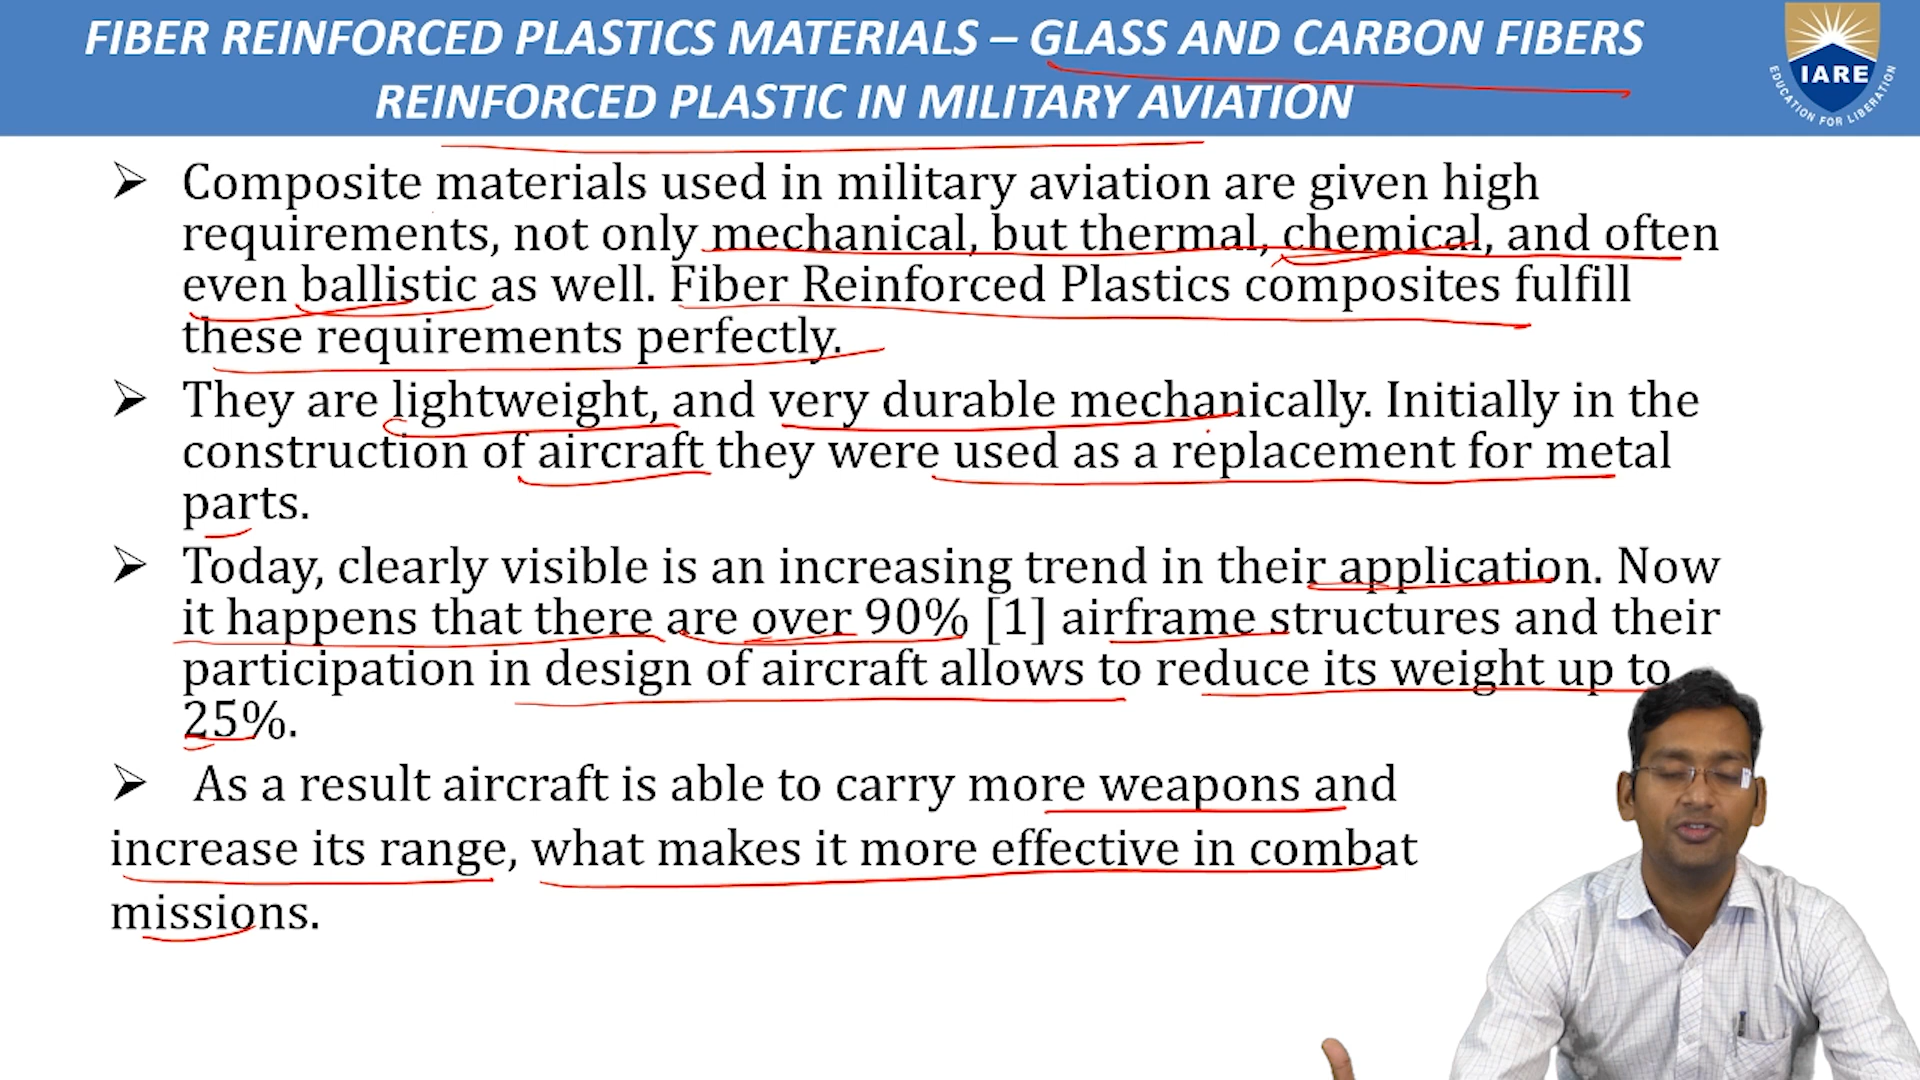 FIBER REINFORCED PLASTICS MATERIALS – GLASS AND CARBON FIBERS
REINFORCED PLASTIC IN MILITARY AVIATION
IARE
EDUCATION FOR LIBERATION
➢ Composite materials used in military aviation are given high
requirements, not only mechanical, but thermal, chemical, and often
even ballistic as well. Fiber Reinforced Plastics composites fulfill
these requirements perfectly.
➢ They are lightweight, and very durable mechanically. Initially in the
construction of aircraft they were used as a replacement for metal
parts.
➢ Today, clearly visible is an increasing trend in their application. Now
it happens that there are over 90% [1] airframe structures and their
participation in design of aircraft allows to reduce its weight up to
25%.
➢ As a result aircraft is able to carry more weapons and
increase its range, what makes it more effective in combat
missions.